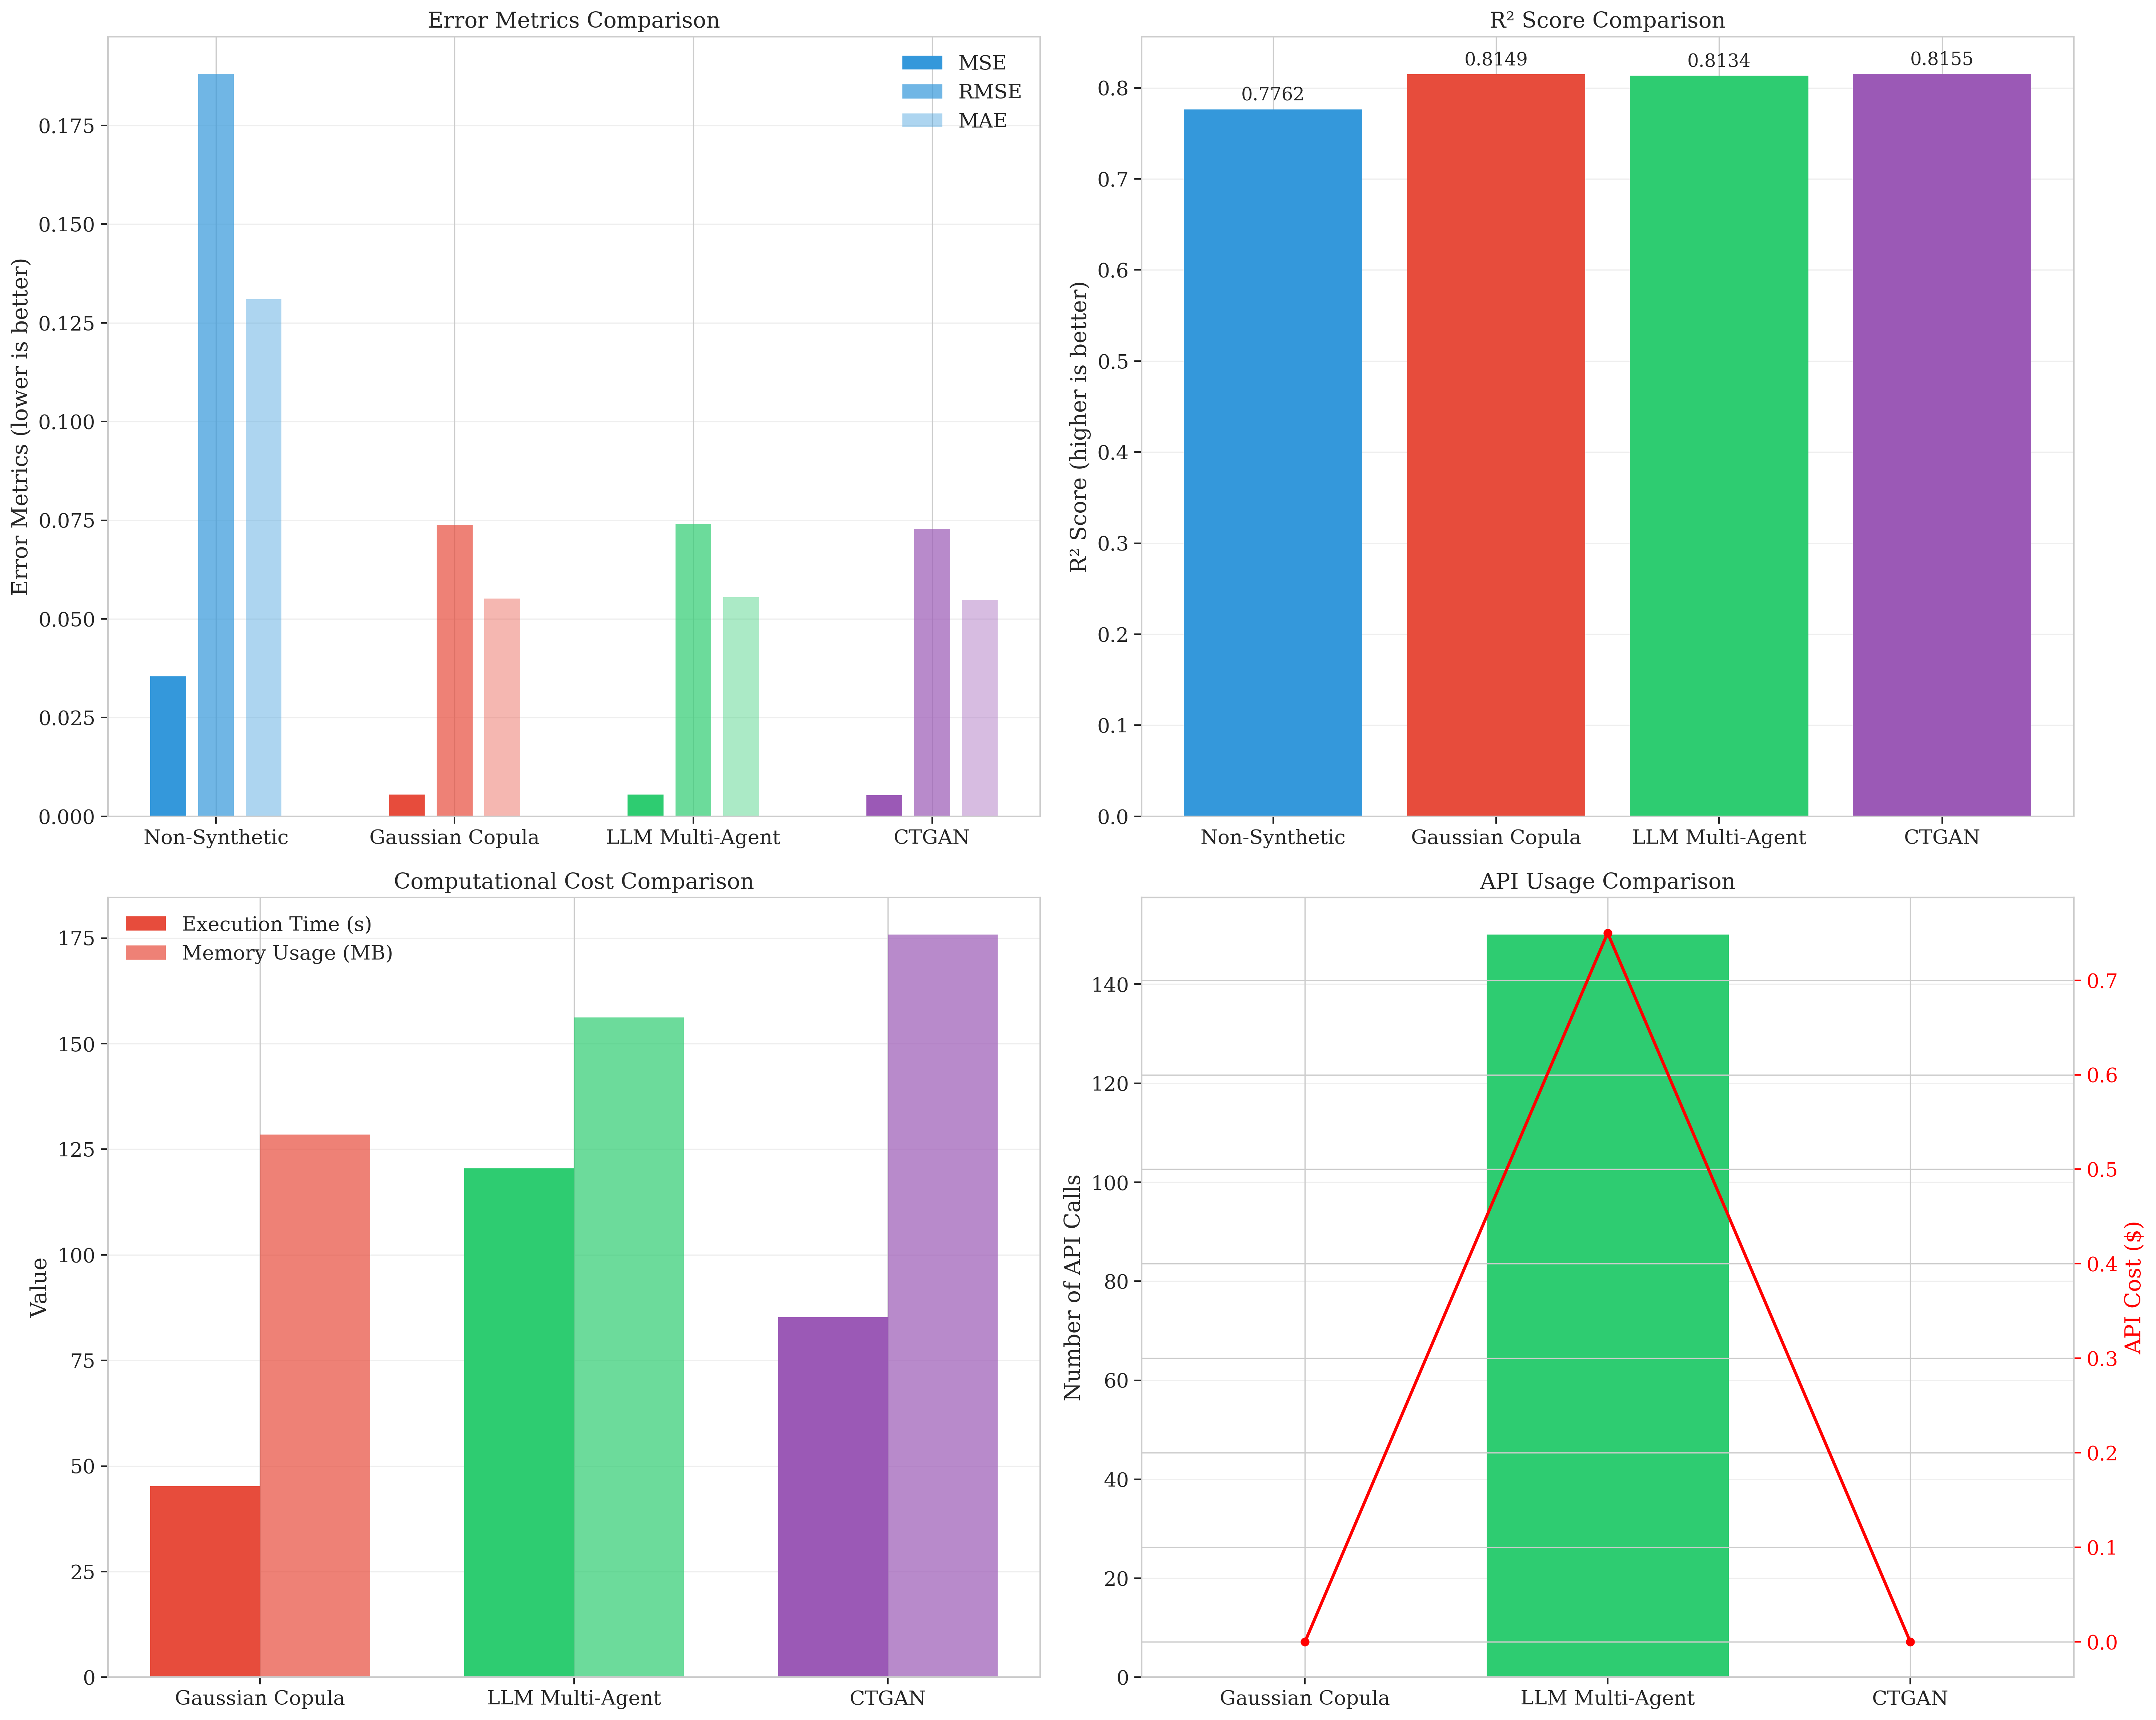 Error Metrics Comparison
Error Metrics (lower is better)
0.175
0.150
0.125
0.100
0.075
0.050
0.025
0.000
MSE
RMSE
MAE
Non-Synthetic
Gaussian Copula
LLM Multi-Agent
CTGAN
R² Score Comparison
R² Score (higher is better)
0.8
0.7
0.6
0.5
0.4
0.3
0.2
0.1
0.0
0.7762
0.8149
0.8134
0.8155
Non-Synthetic
Gaussian Copula
LLM Multi-Agent
CTGAN
Computational Cost Comparison
Value
175
150
125
100
75
50
25
0
Execution Time (s)
Memory Usage (MB)
Gaussian Copula
LLM Multi-Agent
CTGAN
API Usage Comparison
Number of API Calls
140
120
100
80
60
40
20
0
API Cost ($)
0.7
0.6
0.5
0.4
0.3
0.2
0.1
0.0
Gaussian Copula
LLM Multi-Agent
CTGAN